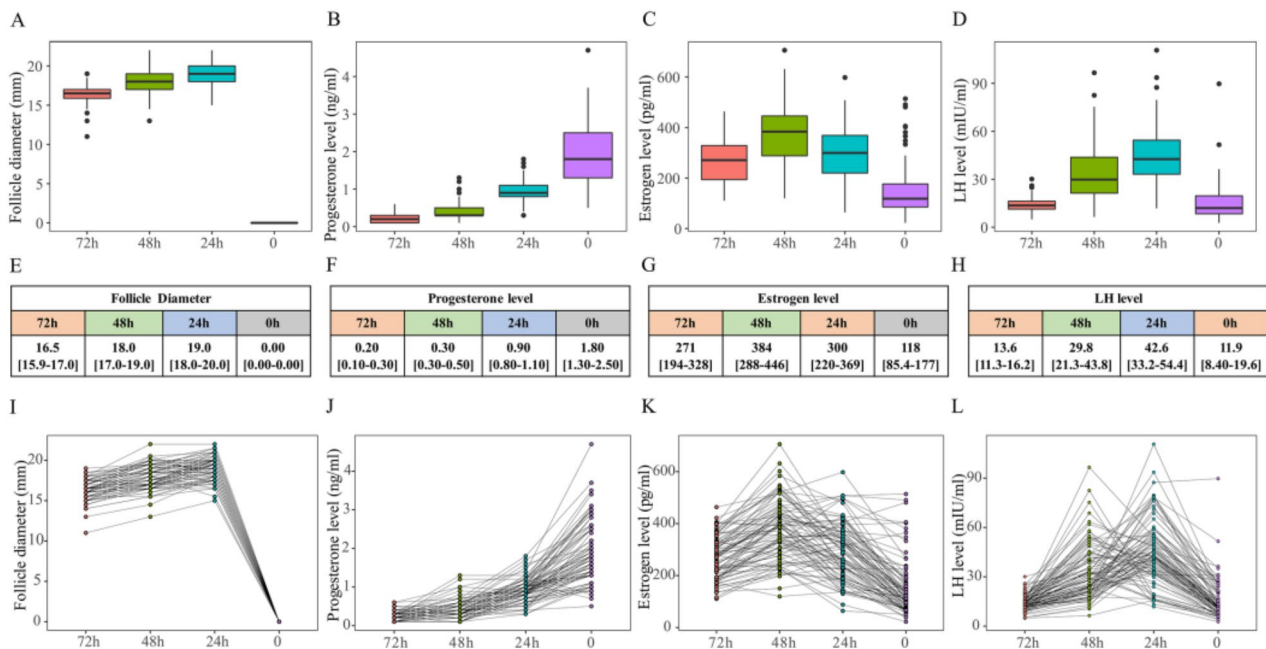 A
Follicle diameter (mm)
20
15
10
5
0
72h 48h 24h 0
B
Progesterone level (ng/ml)
4
3
2
1
0
72h 48h 24h 0
C
Estrogen level (pg/ml)
600
400
200
0
72h 48h 24h 0
D
LH level (mIU/ml)
90
60
30
0
72h 48h 24h 0
E
Follicle Diameter
72h 48h 24h 0h
16.5 18.0 19.0 0.00
[15.9-17.0] [17.0-19.0] [18.0-20.0] [0.00-0.00]
F
Progesterone level
72h 48h 24h 0h
0.20 0.30 0.90 1.80
[0.10-0.30] [0.30-0.50] [0.80-1.10] [1.30-2.50]
G
Estrogen level
72h 48h 24h 0h
271 384 300 118
[194-328] [288-446] [220-369] [85.4-177]
H
LH level
72h 48h 24h 0h
13.6 29.8 42.6 11.9
[11.3-16.2] [21.3-43.8] [33.2-54.4] [8.40-19.6]
I
Follicle diameter (mm)
20
15
10
5
0
72h 48h 24h 0
J
Progesterone level (ng/ml)
4
3
2
1
0
72h 48h 24h 0
K
Estrogen level (pg/ml)
600
400
200
0
72h 48h 24h 0
L
LH level (mIU/ml)
90
60
30
0
72h 48h 24h 0